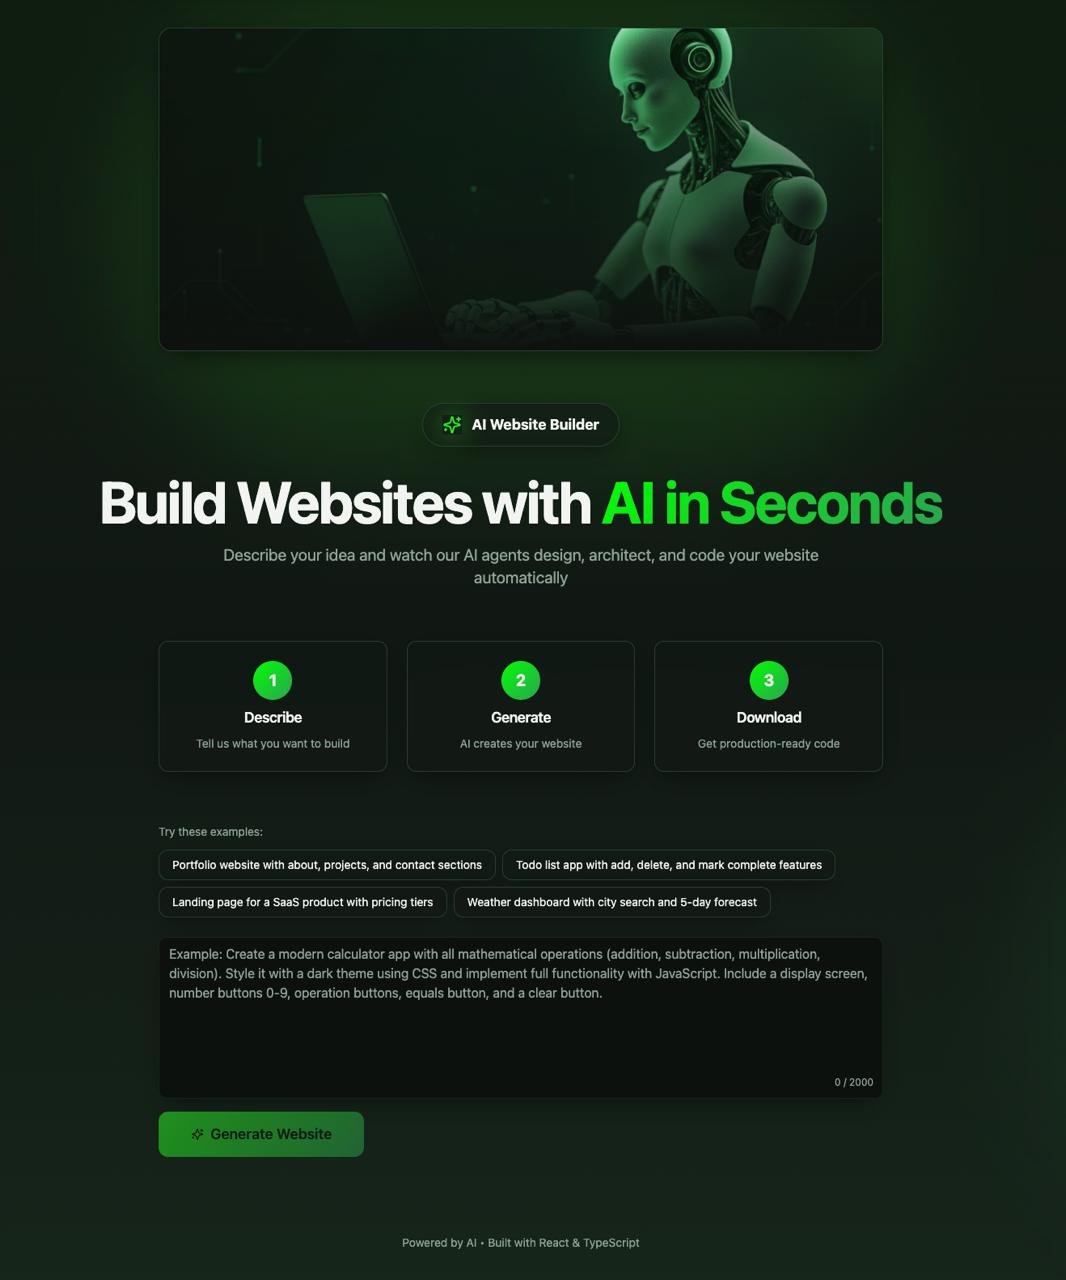 AI Website Builder
Build Websites with AI in Seconds
Describe your idea and watch our AI agents design, architect, and code your website
automatically
1
Describe
Tell us what you want to build
2
Generate
AI creates your website
3
Download
Get production-ready code
Try these examples:
Portfolio website with about, projects, and contact sections
Todo list app with add, delete, and mark complete features
Landing page for a SaaS product with pricing tiers
Weather dashboard with city search and 5-day forecast
Example: Create a modern calculator app with all mathematical operations (addition, subtraction, multiplication,
division). Style it with a dark theme using CSS and implement full functionality with JavaScript. Include a display screen,
number buttons 0-9, operation buttons, equals button, and a clear button.
0 / 2000
Generate Website
Powered by AI • Built with React & TypeScript